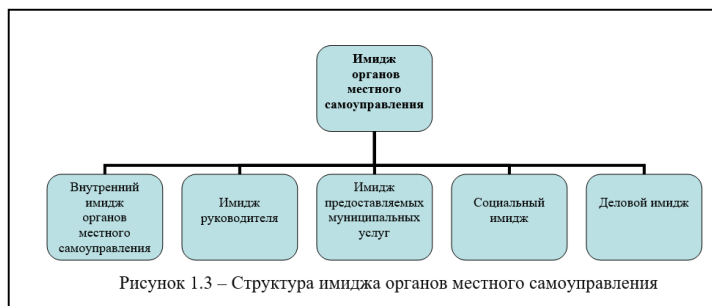 Имидж
органов
местного
самоуправления
Внутренний
имидж
органов
местного
самоуправления
Имидж
руководителя
Имидж
предоставляемых
муниципальных
услуг
Социальный
имидж
Деловой имидж
Рисунок 1.3 – Структура имиджа органов местного самоуправления